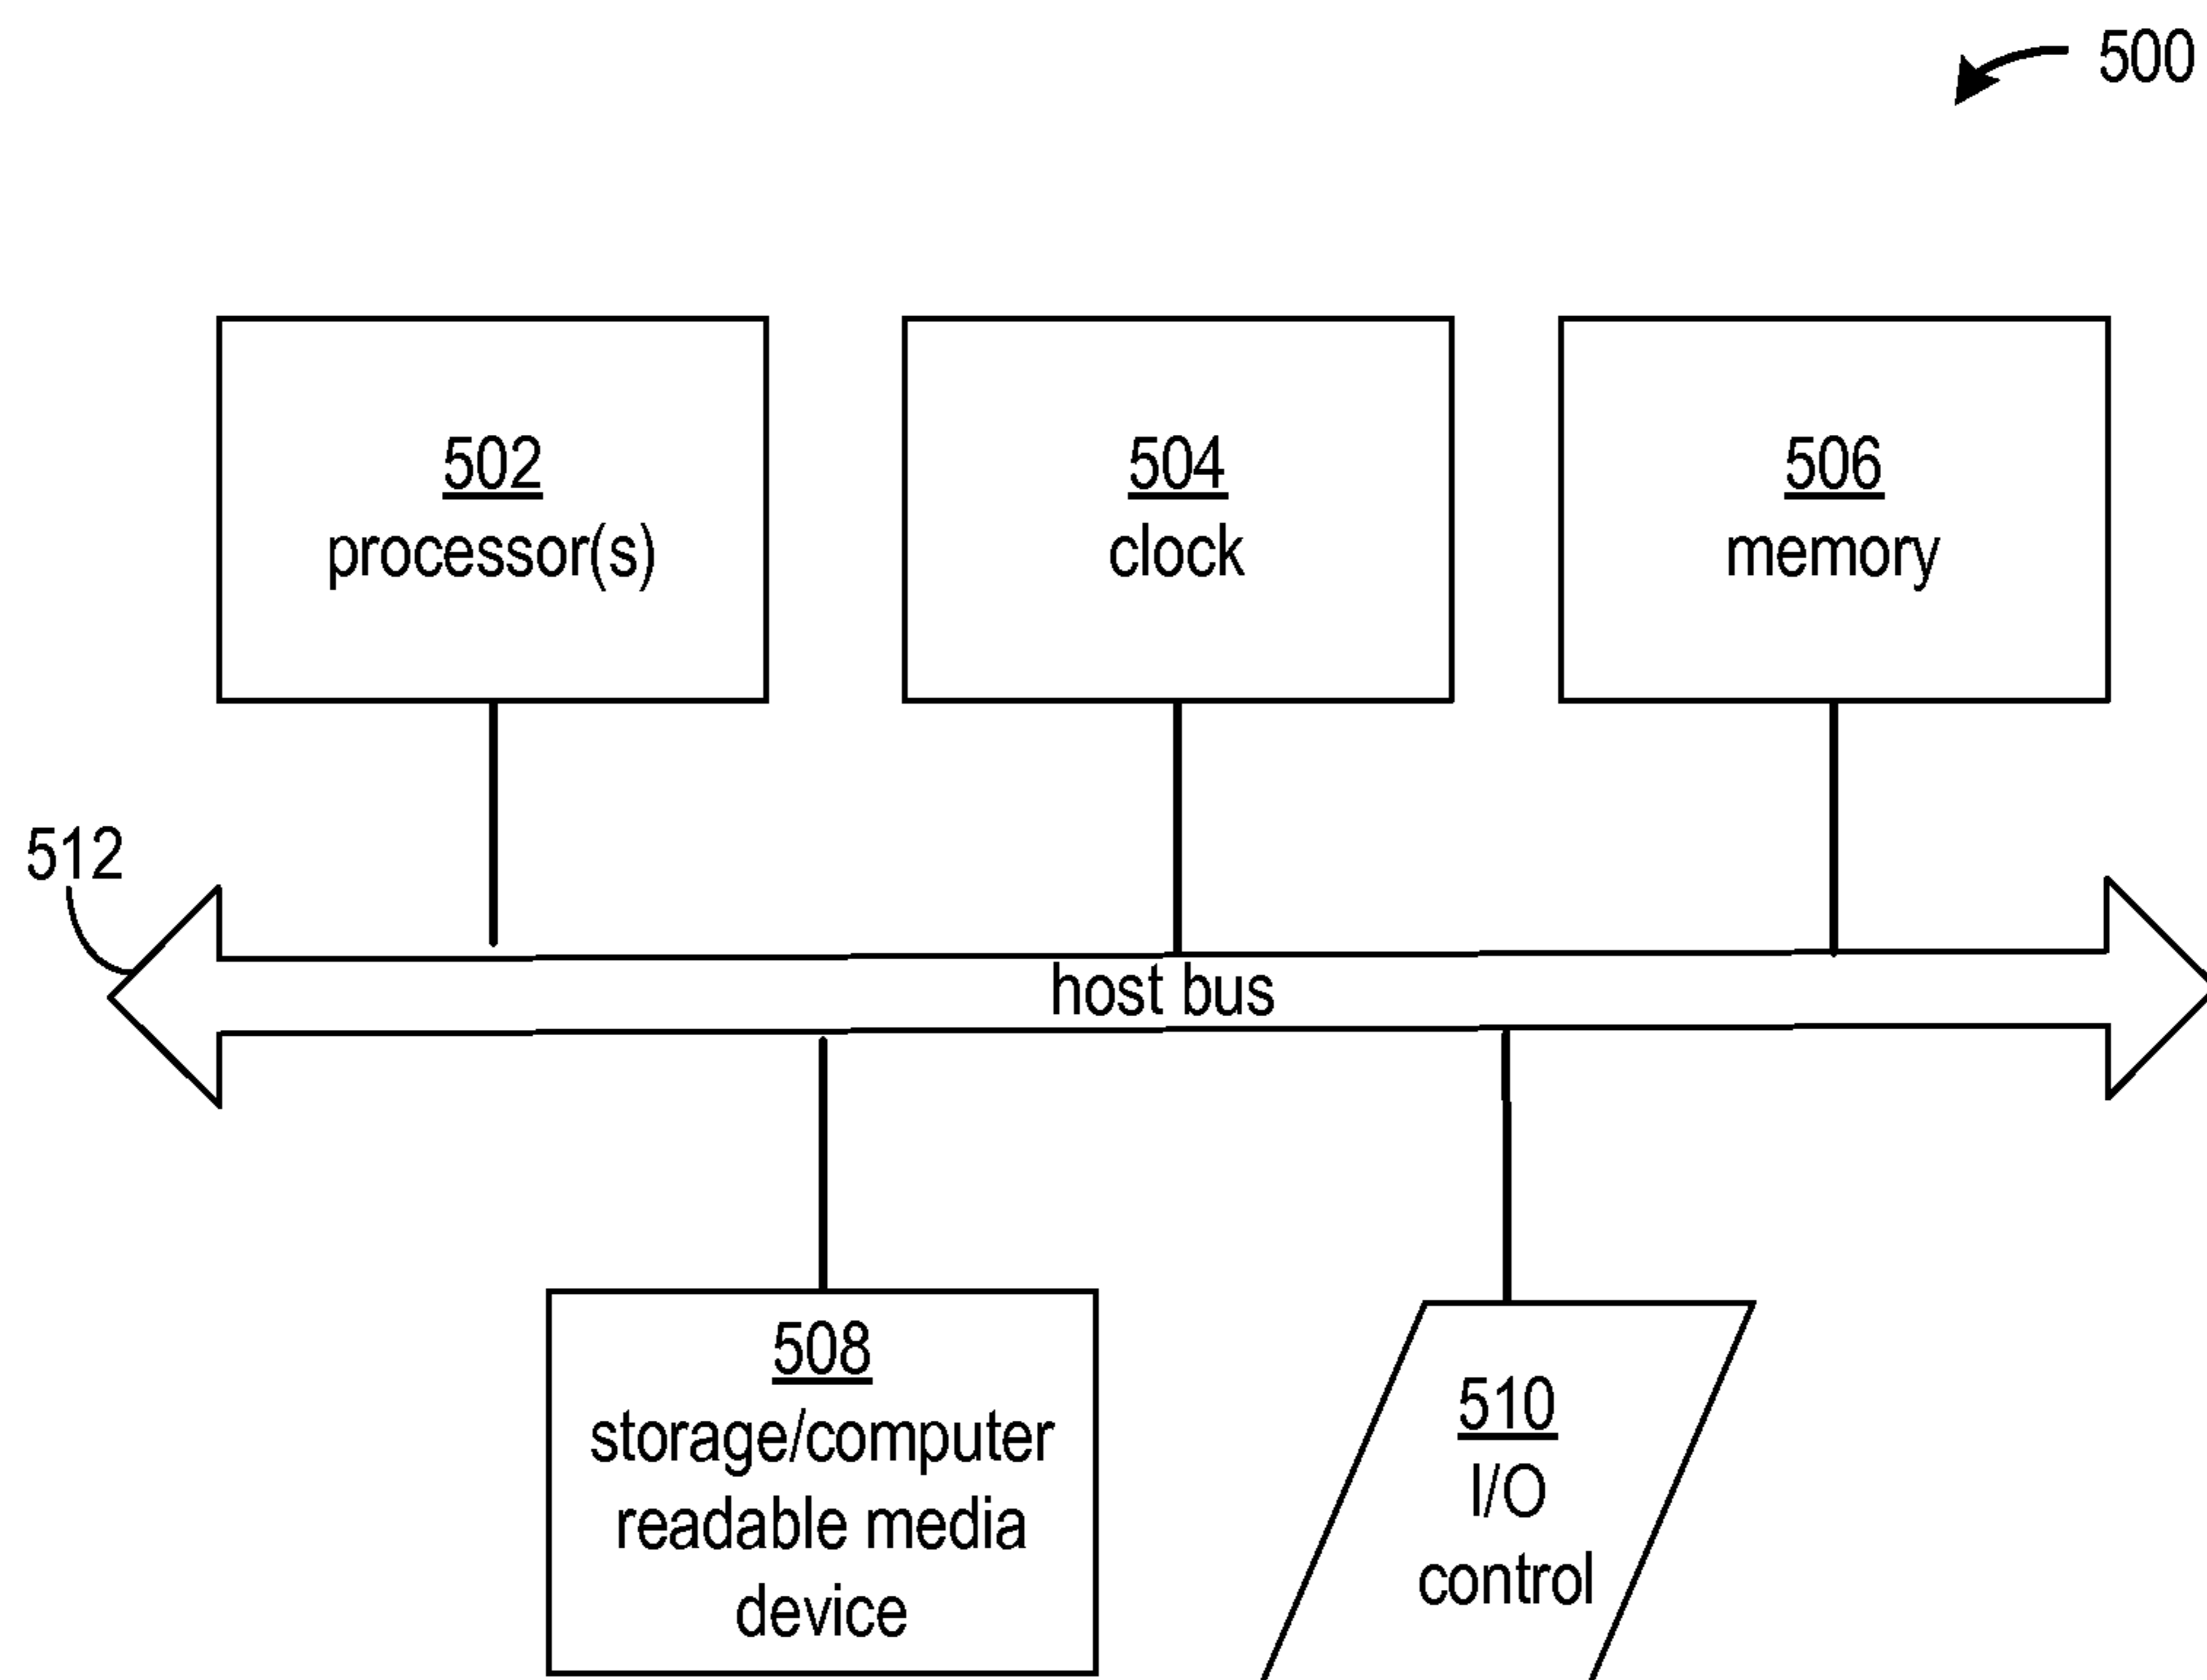 500
502
processor(s)
504
clock
506
memory
512
host bus
508
storage/computer
readable media
device
510
I/O
control